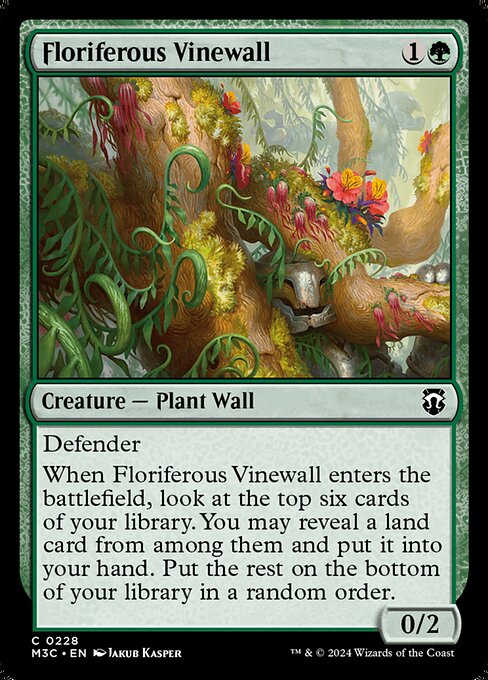 Floriferous Vinewall 1
Creature — Plant Wall
Defender
When Floriferous Vinewall enters the
battlefield, look at the top six cards
of your library. You may reveal a land
card from among them and put it into
your hand. Put the rest on the bottom
of your library in a random order.
0/2
C 0228
M3C • EN Jakub Kasper ™ & © 2024 Wizards of the Coast